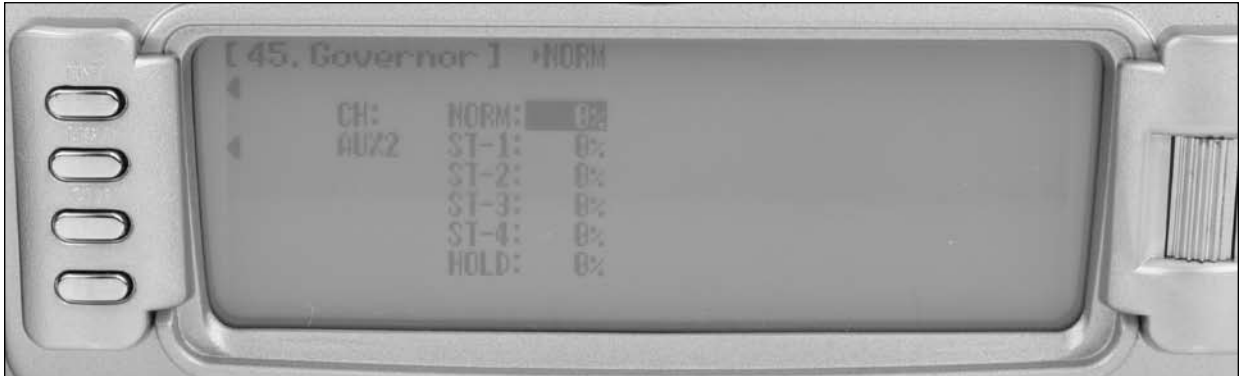 [45.Governor] ▸NORM
CH: NORM: 0%
AUX2 ST-1: 0%
ST-2: 0%
ST-3: 0%
ST-4: 0%
HOLD: 0%